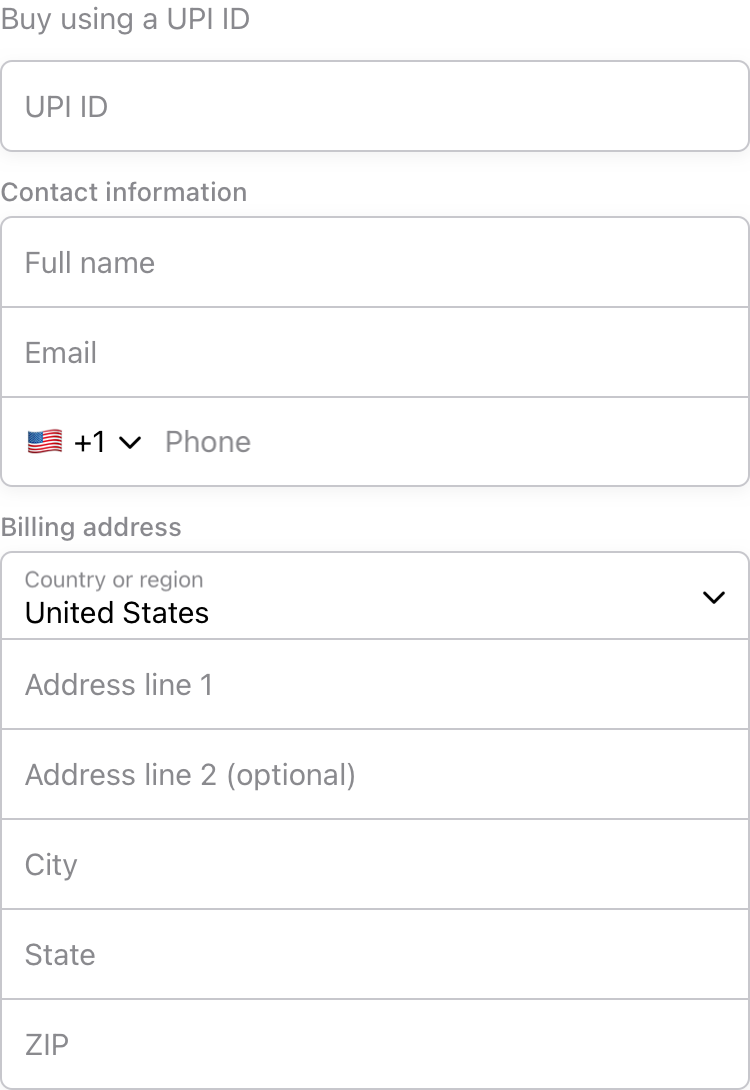 Buy using a UPI ID
UPI ID
Contact information
Full name
Email
+1 Phone
Billing address
Country or region
United States
Address line 1
Address line 2 (optional)
City
State
ZIP